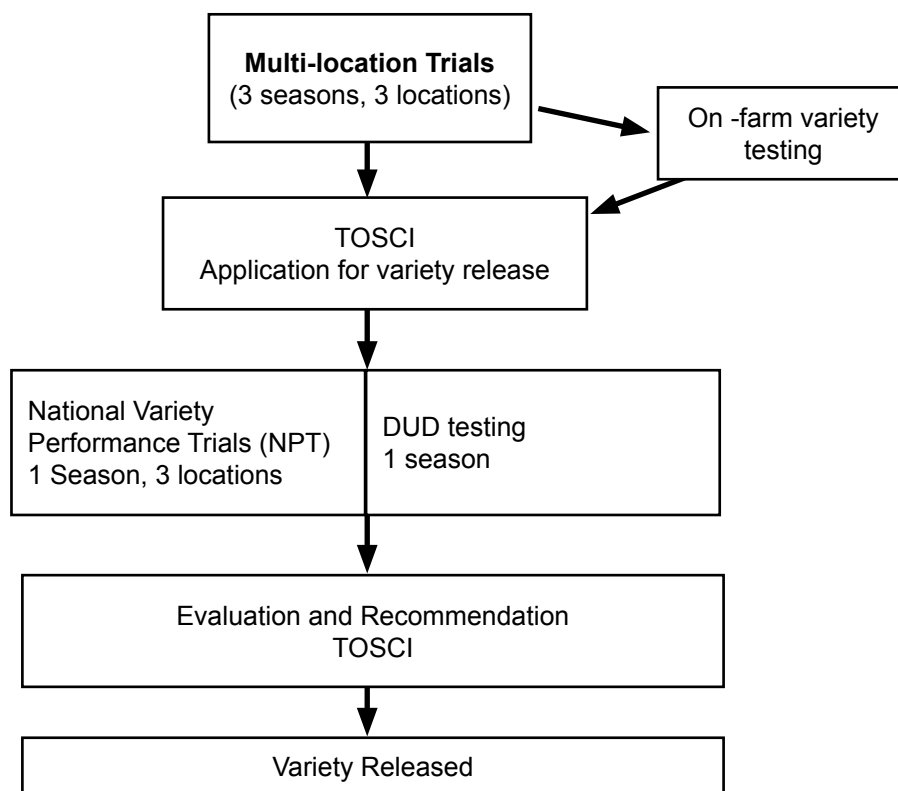 Multi-location Trials
(3 seasons, 3 locations)
On -farm variety
testing
TOSCI
Application for variety release
National Variety
Performance Trials (NPT)
1 Season, 3 locations
DUD testing
1 season
Evaluation and Recommendation
TOSCI
Variety Released